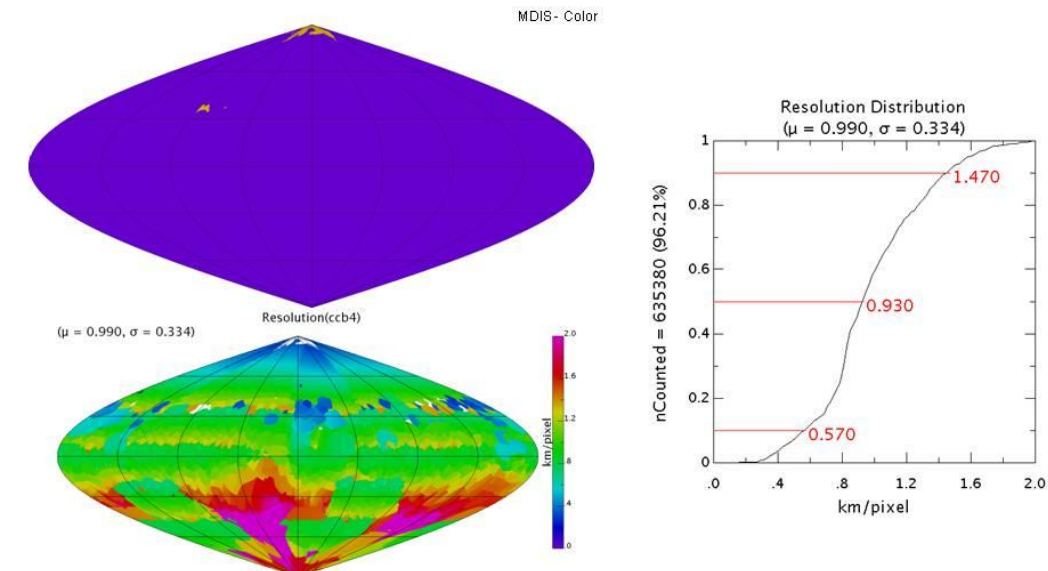 MDIS- Color
Resolution(ccb4)
(μ = 0.990, σ = 0.334)
2.0
1.2
.8
.4
0
km/pixel
Resolution Distribution
(μ = 0.990, σ = 0.334)
nCounted = 635380 (96.21%)
1
0.8
0.6
0.4
0.2
0
1.470
0.930
0.570
.0
.4
.8
1.2
1.6
2.0
km/pixel